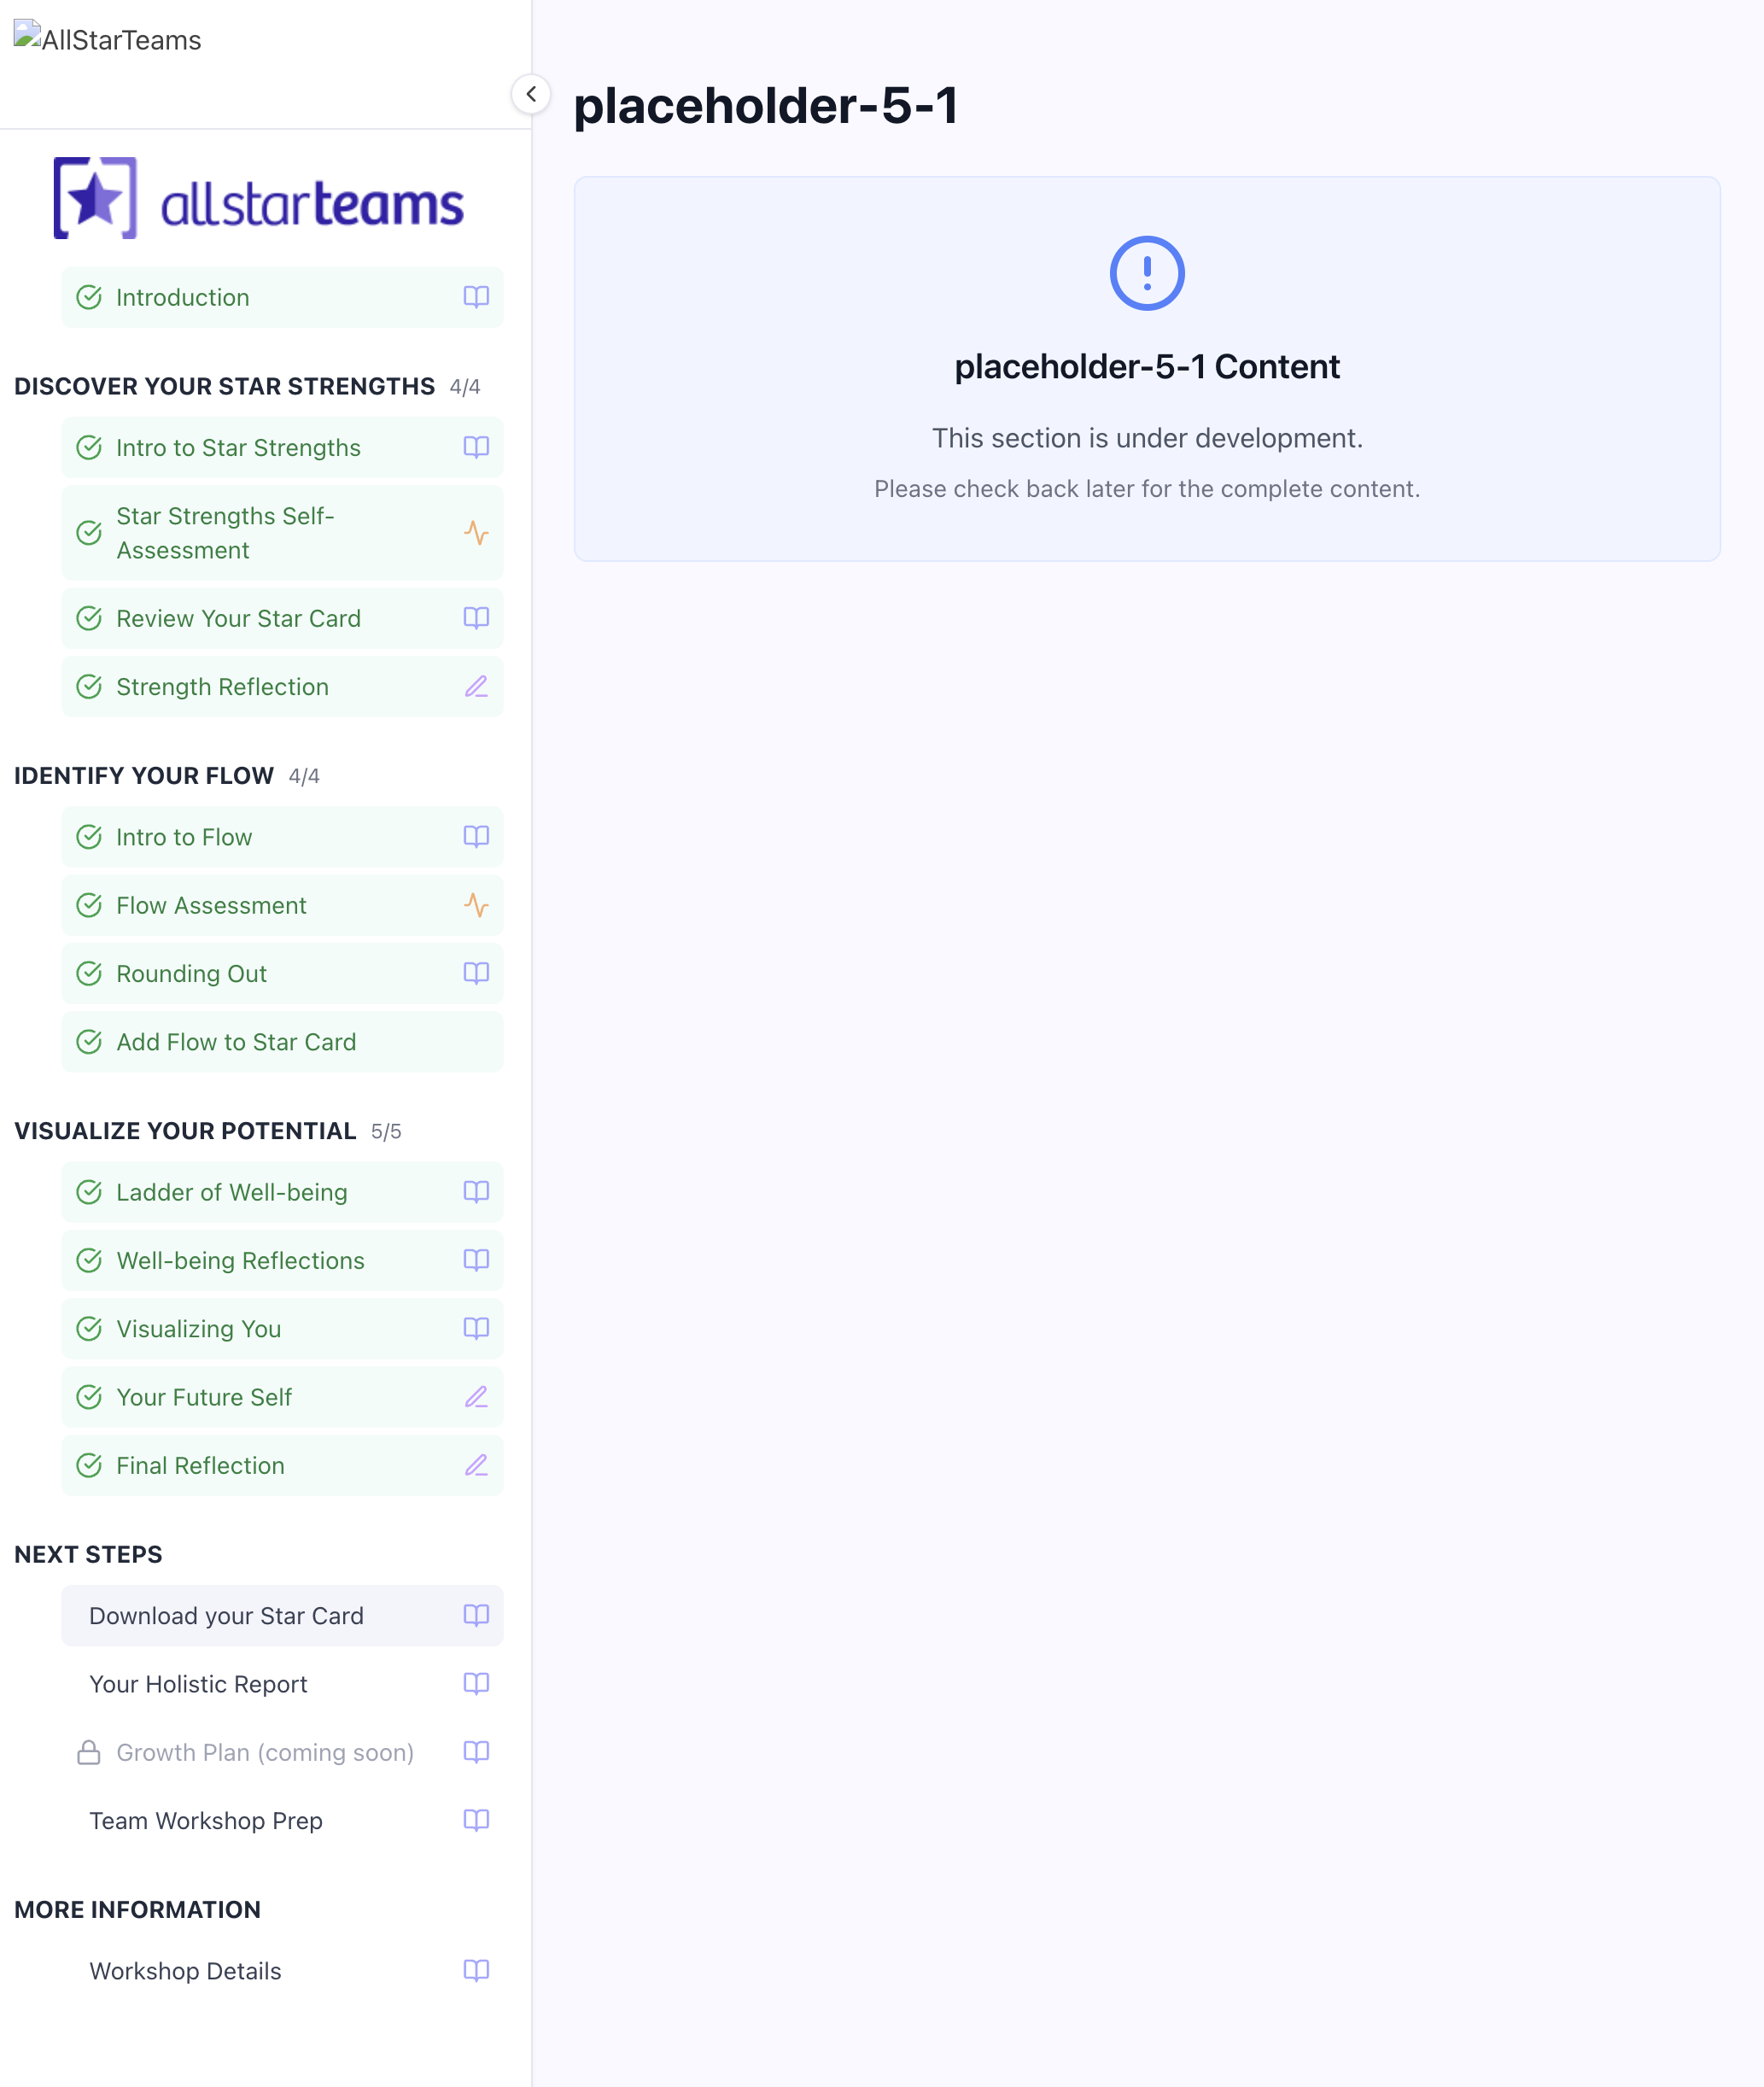 AllStarTeams
allstarteams
Introduction
DISCOVER YOUR STAR STRENGTHS 4/4
Intro to Star Strengths
Star Strengths Self-
Assessment
Review Your Star Card
Strength Reflection
IDENTIFY YOUR FLOW 4/4
Intro to Flow
Flow Assessment
Rounding Out
Add Flow to Star Card
VISUALIZE YOUR POTENTIAL 5/5
Ladder of Well-being
Well-being Reflections
Visualizing You
Your Future Self
Final Reflection
NEXT STEPS
Download your Star Card
Your Holistic Report
Growth Plan (coming soon)
Team Workshop Prep
MORE INFORMATION
Workshop Details
placeholder-5-1
placeholder-5-1 Content
This section is under development.
Please check back later for the complete content.